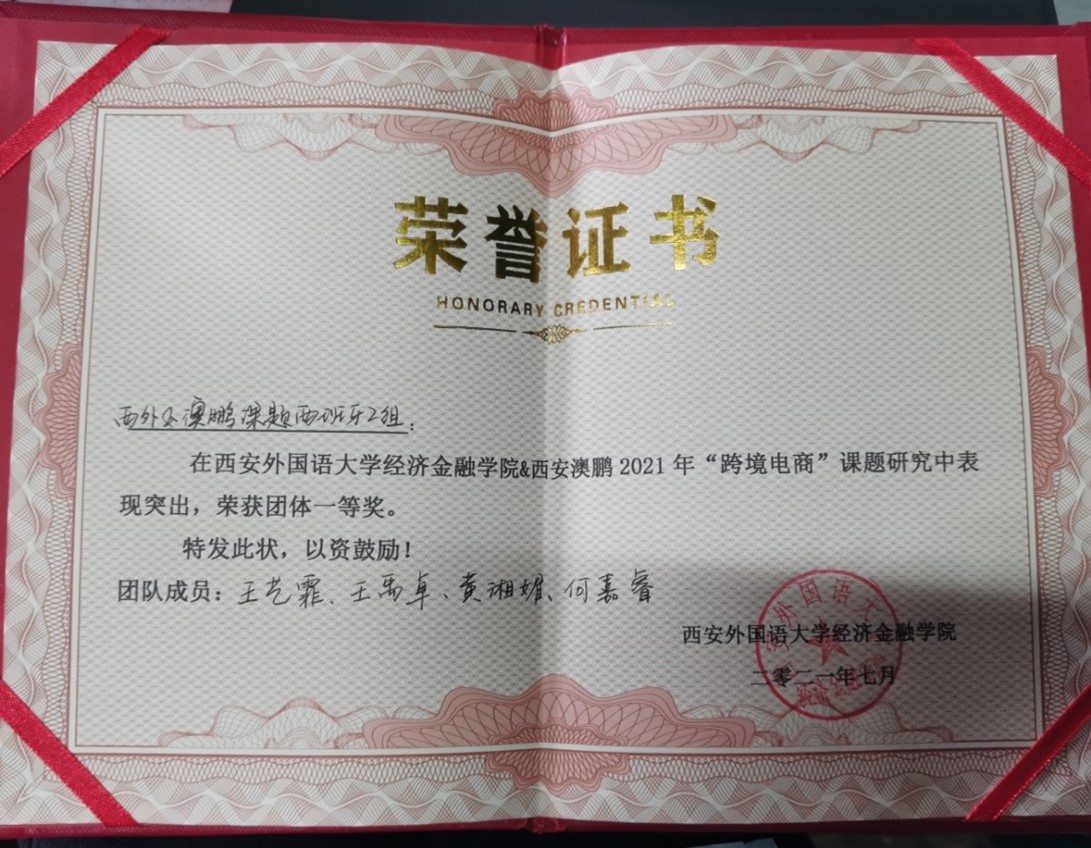 荣誉证书
HONORARY CREDENTIAL
西外&澳鹏课题西班牙2组:
在西安外国语大学经济金融学院&西安澳鹏2021年“跨境电商”课题研究中表
现突出，荣获团体一等奖。
特发此状，以资鼓励！
团队成员：王艺霏、王禹卓、黄湘媚、何嘉睿
西安外国语大学经济金融学院
二零二一年七月